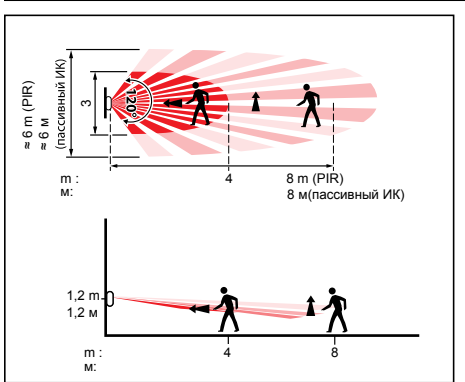 ≈ 6 m (PIR)
≈ 6 м
(пассивный ИК)
3
120°
m :
м:
4
8 m (PIR)
8 м(пассивный ИК)
1,2 m
1,2 м
m :
м:
4
8